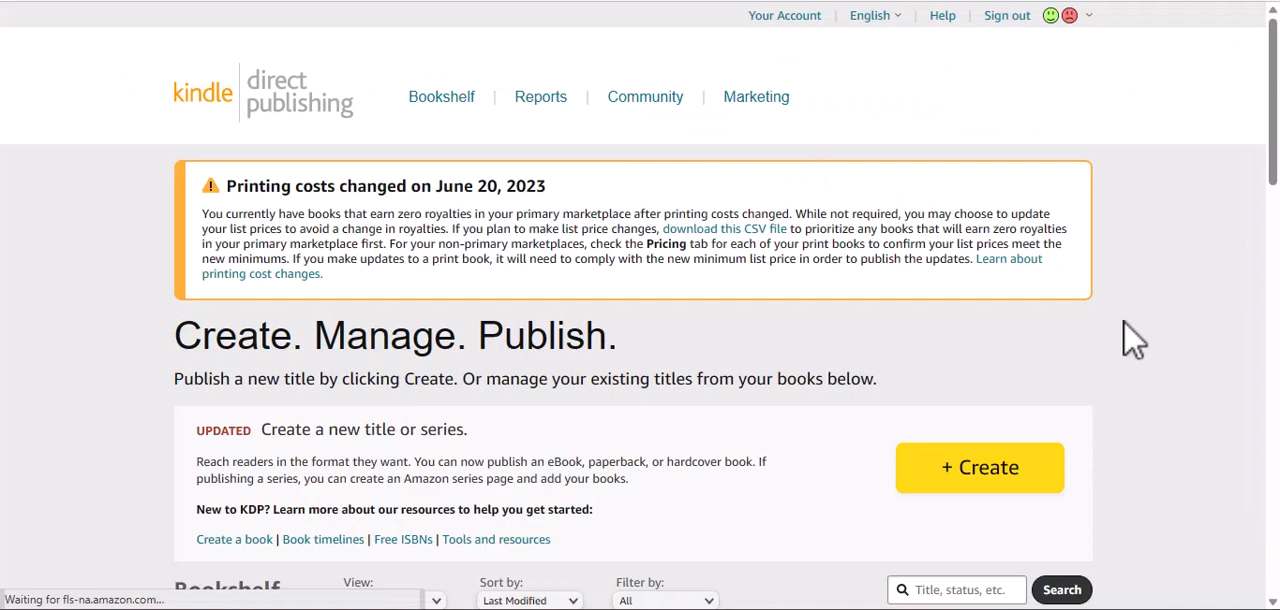 Your Account | English | Help | Sign out
kindle direct publishing
Bookshelf | Reports | Community | Marketing
Printing costs changed on June 20, 2023
You currently have books that earn zero royalties in your primary marketplace after printing costs changed. While not required, you may choose to update
your list prices to avoid a change in royalties. If you plan to make list price changes, download this CSV file to prioritize any books that will earn zero royalties
in your primary marketplace first. For your non-primary marketplaces, check the Pricing tab for each of your print books to confirm your list prices meet the
new minimums. If you make updates to a print book, it will need to comply with the new minimum list price in order to publish the updates. Learn about
printing cost changes.
Create. Manage. Publish.
Publish a new title by clicking Create. Or manage your existing titles from your books below.
UPDATED Create a new title or series.
Reach readers in the format they want. You can now publish an eBook, paperback, or hardcover book. If
publishing a series, you can create an Amazon series page and add your books.
+ Create
New to KDP? Learn more about our resources to help you get started:
Create a book | Book timelines | Free ISBNs | Tools and resources
Bookshelf View: Sort by: Filter by:
Last Modified All Title, status, etc. Search
Waiting for fls-na.amazon.com...